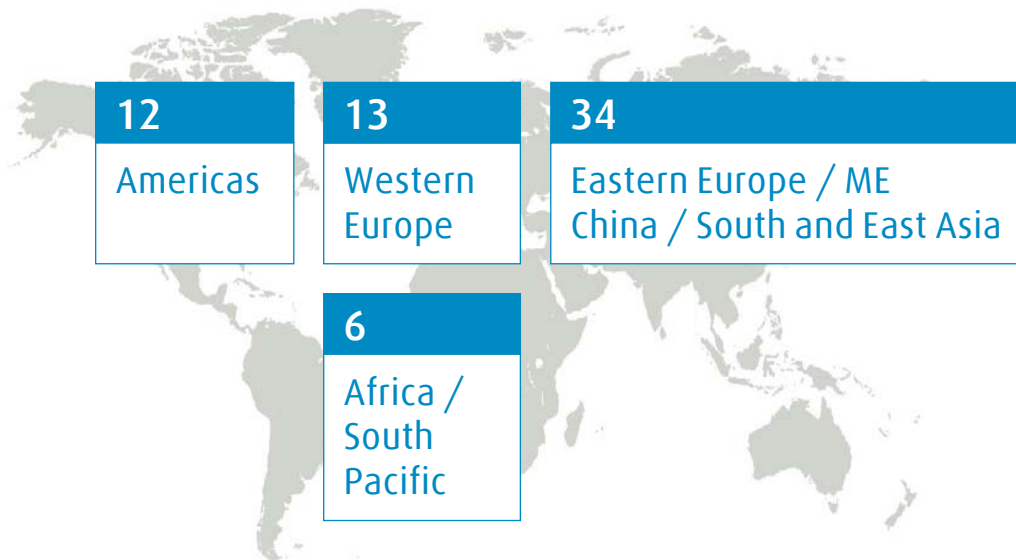 12
Americas
13
Western
Europe
34
Eastern Europe / ME
China / South and East Asia
6
Africa /
South
Pacific